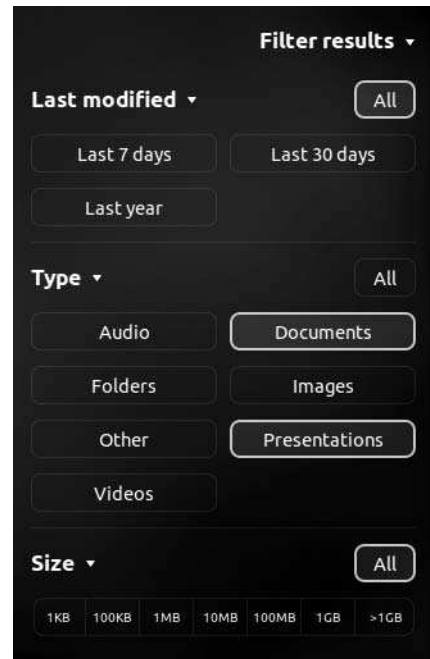 Filter results ▾
Last modified ▾ All
Last 7 days Last 30 days
Last year
Type ▾ All
Audio Documents
Folders Images
Other Presentations
Videos
Size ▾ All
1KB 100KB 1MB 10MB 100MB 1GB >1GB